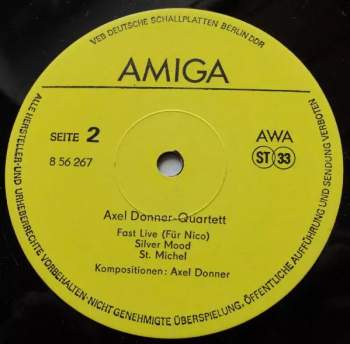 VEB DEUTSCHE SCHALLPLATTEN BERLIN DDR
AMIGA
SEITE 2
8 56 267
AWA
ST 33
Axel Donner-Quartett
Fast Live (Für Nico)
Silver Mood
St. Michel
Kompositionen: Axel Donner
ALLE HERSTELLER- UND URHEBERRECHTE VORBEHALTEN · NICHT GENEHMIGTE ÜBERSPIELUNG, ÖFFENTLICHE AUFFÜHRUNG UND SENDUNG VERBOTEN